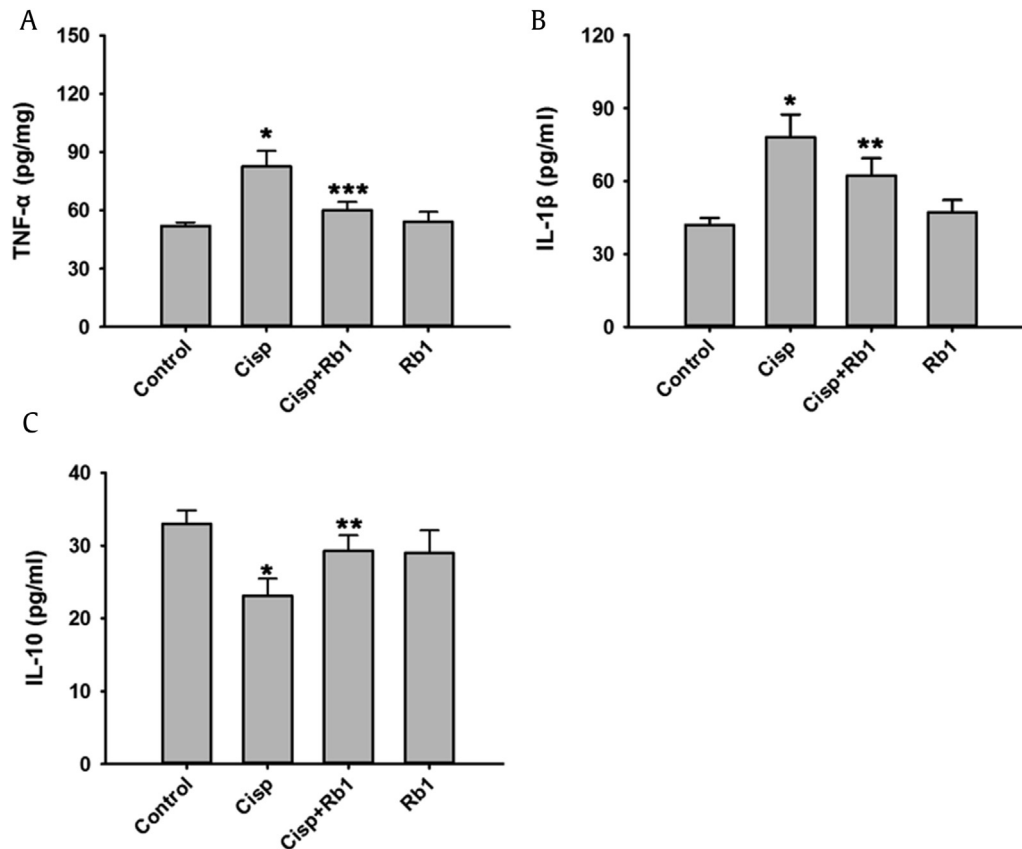 A
150
120
90
60
30
0
TNF-α (pg/mg)
*
***
Control
Cisp
Cisp+Rb1
Rb1
B
120
90
60
30
0
IL-1β (pg/ml)
*
**
Control
Cisp
Cisp+Rb1
Rb1
C
40
30
20
10
0
IL-10 (pg/ml)
*
**
Control
Cisp
Cisp+Rb1
Rb1